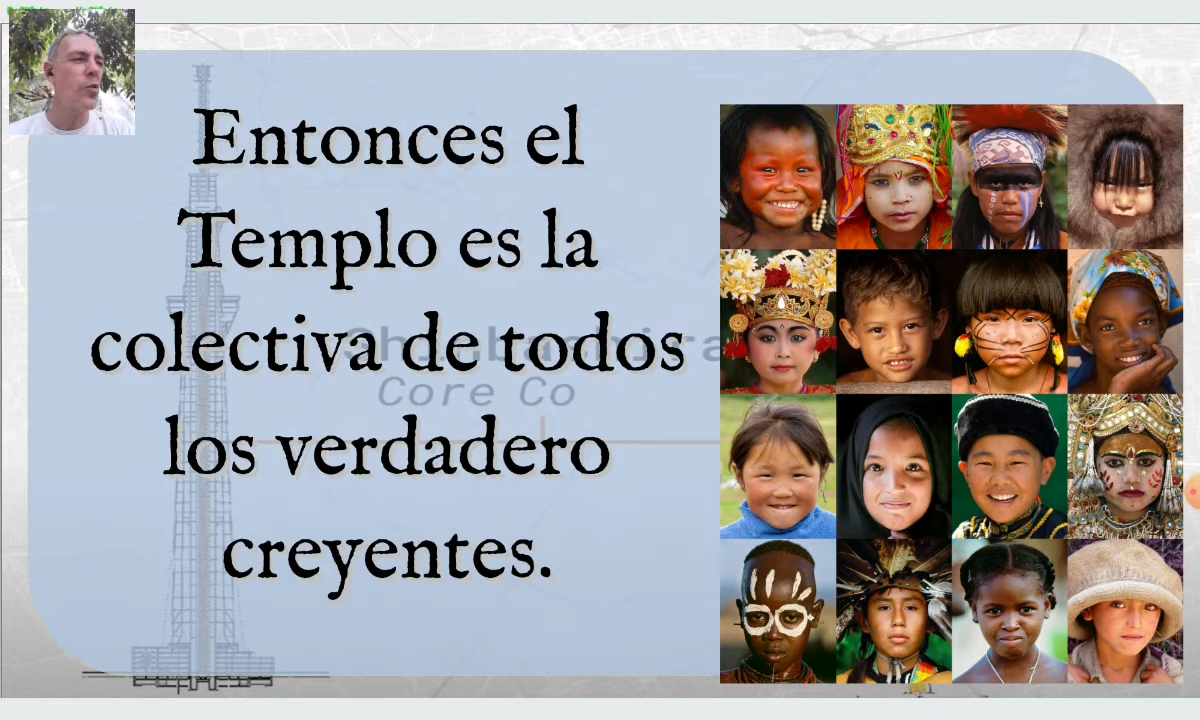 Entonces el
Templo es la
colectiva de todos
los verdadero
creyentes.
Core Co